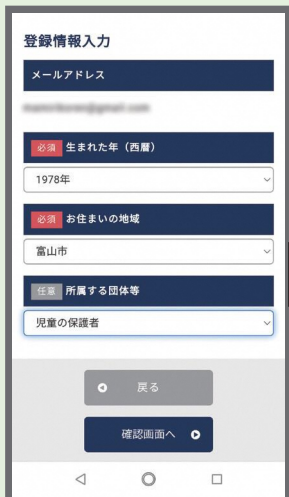 登録情報入力
メールアドレス
必須 生まれた年（西暦）
1978年
必須 お住まいの地域
富山市
任意 所属する団体等
児童の保護者
戻る
確認画面へ